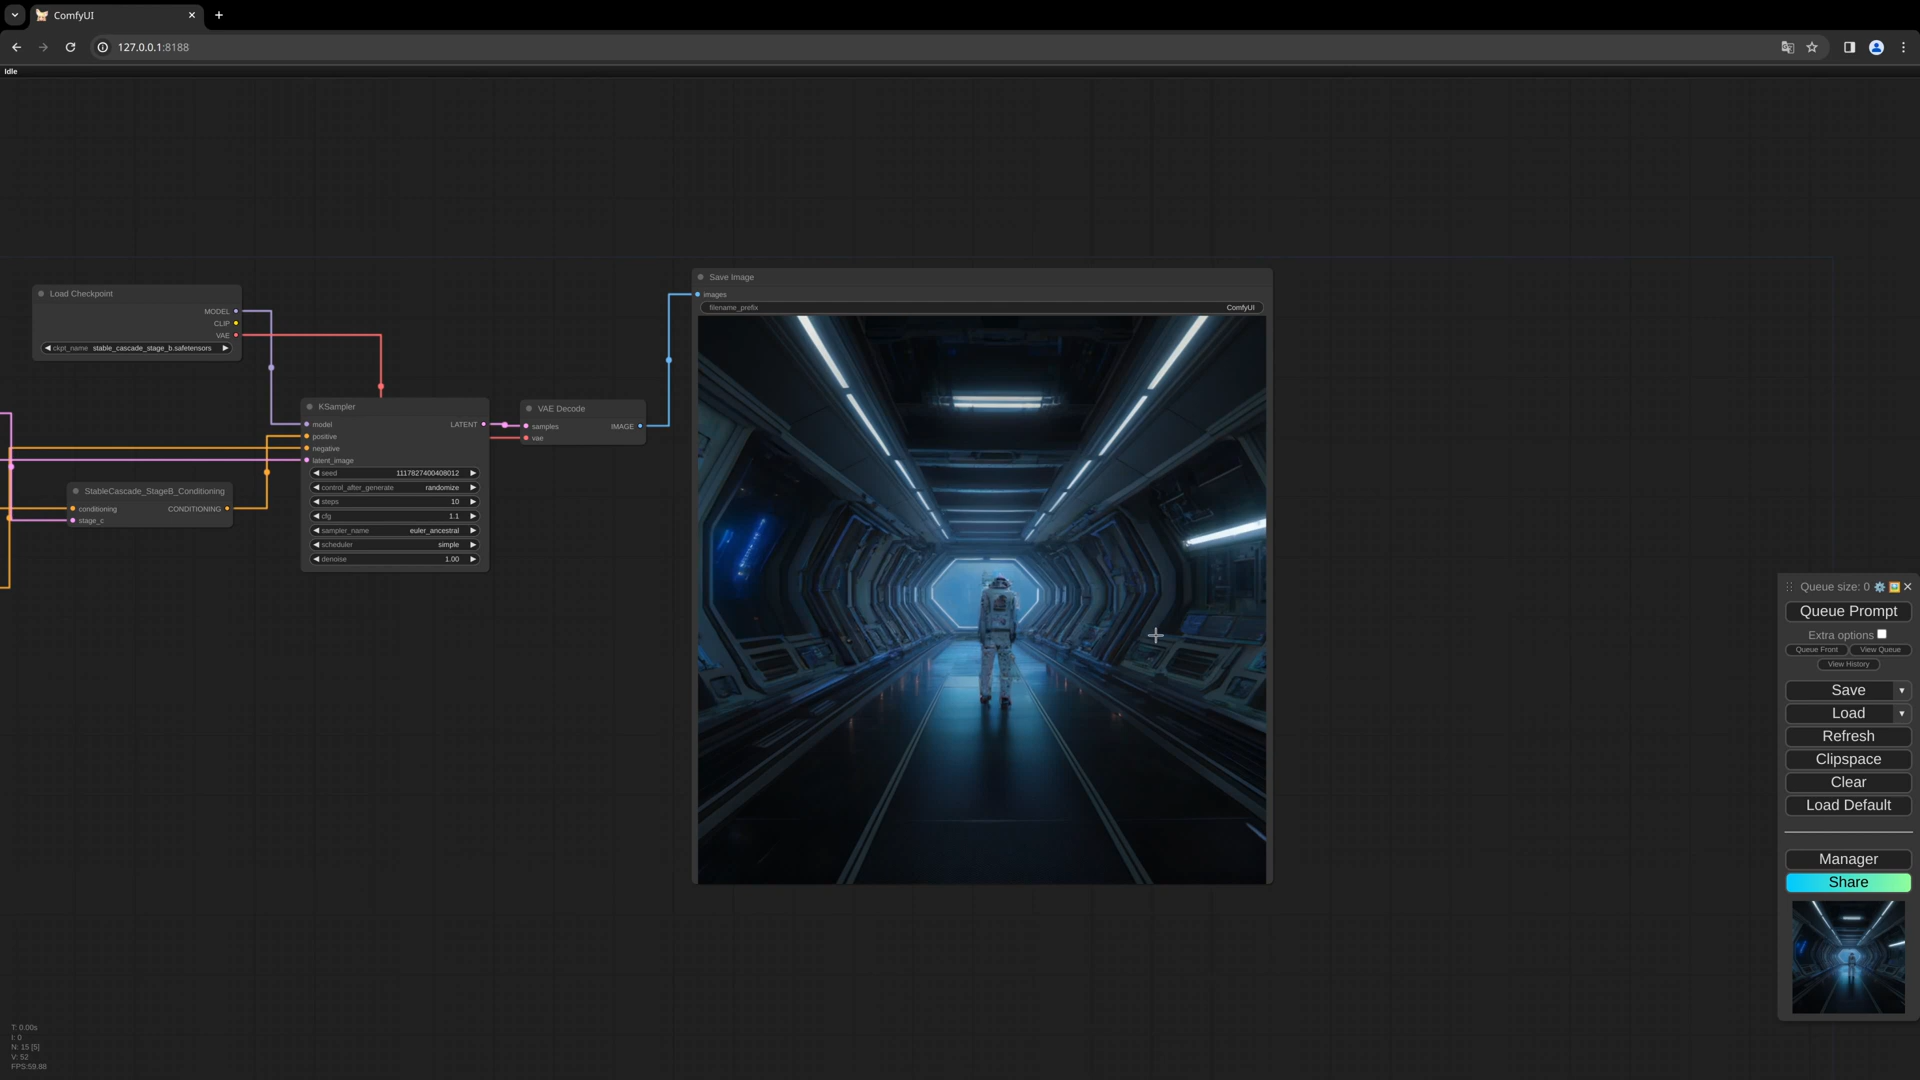 ComfyUI
127.0.0.1:8188
Idle
Load Checkpoint
MODEL
CLIP
VAE
ckpt_name stable_cascade_stage_b.safetensors
StableCascade_StageB_Conditioning
conditioning CONDITIONING
stage_c
KSampler
model LATENT
positive
negative
latent_image
seed 1117827400408012
control_after_generate randomize
steps 10
cfg 1.1
sampler_name euler_ancestral
scheduler simple
denoise 1.00
VAE Decode
samples IMAGE
vae
Save Image
images
filename_prefix ComfyUI
Queue size: 0
Queue Prompt
Extra options
Queue Front View Queue
View History
Save
Load
Refresh
Clipspace
Clear
Load Default
Manager
Share
T: 0.00s
I: 0
N: 15 [5]
V: 52
FPS:59.88